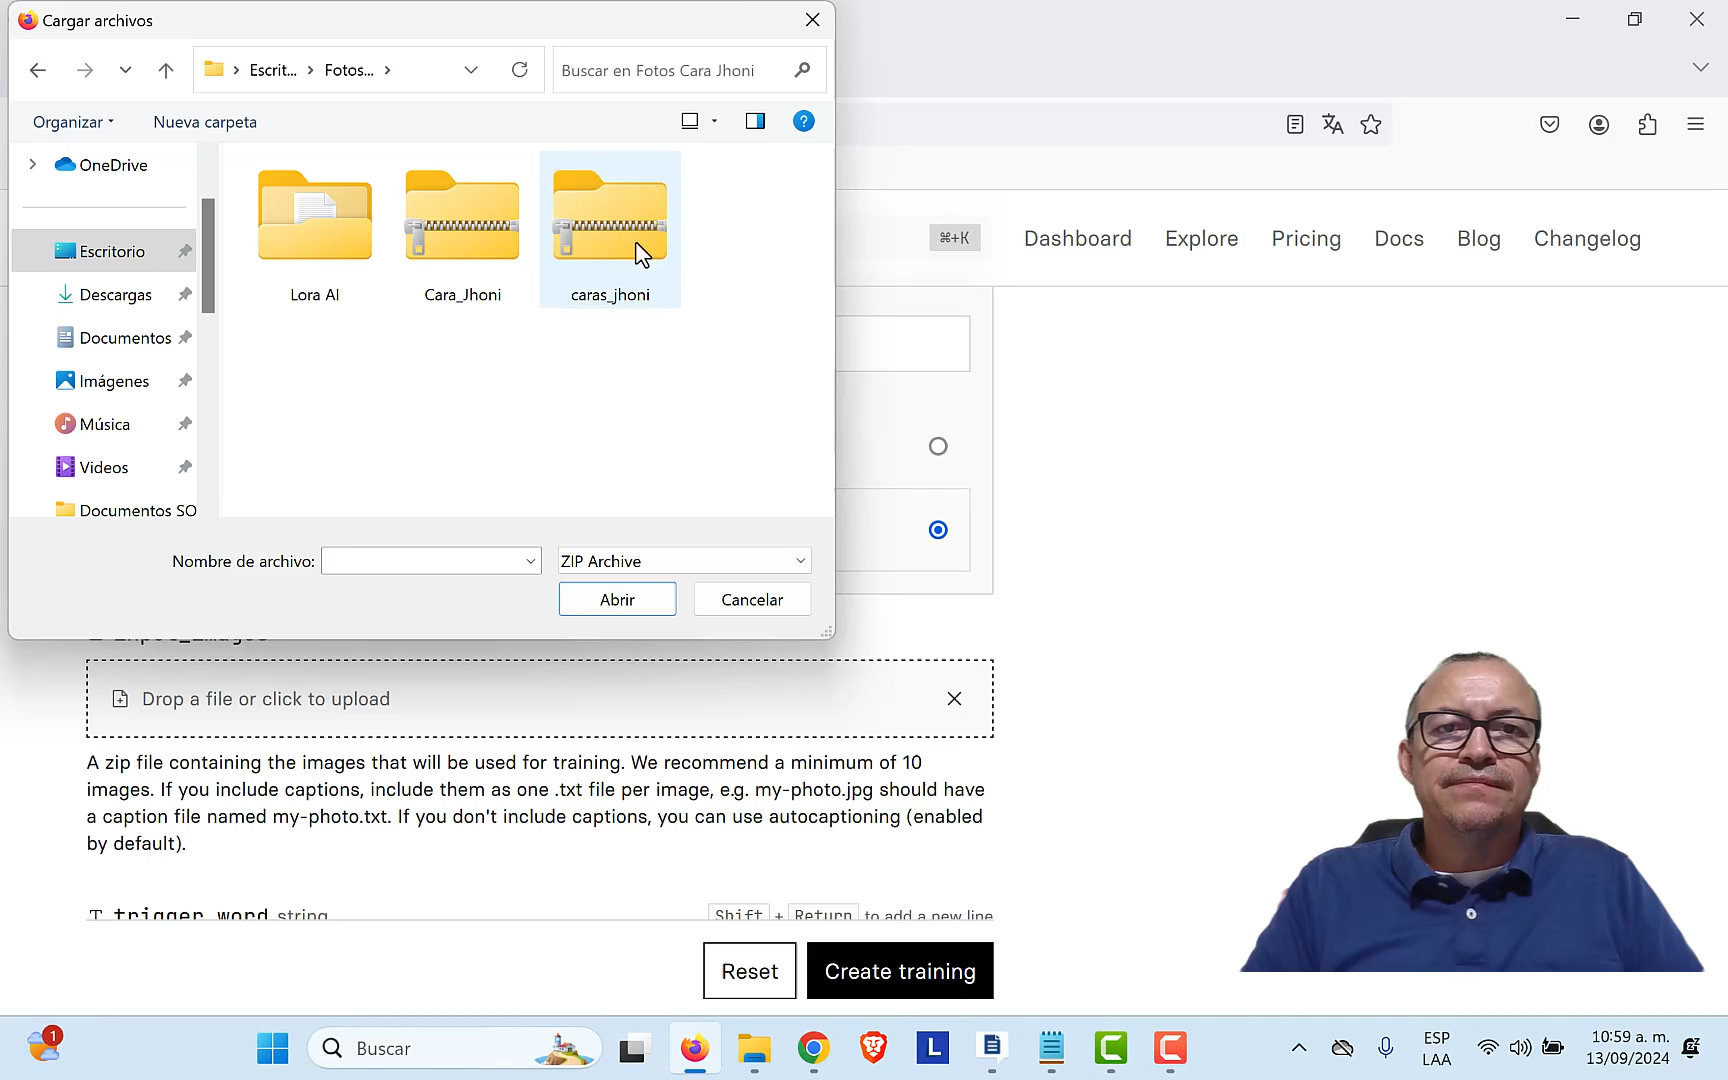 Cargar archivos
Escrit... Fotos...
Buscar en Fotos Cara Jhoni
Organizar
Nueva carpeta
?
OneDrive
Escritorio
Descargas
Documentos
Imágenes
Música
Videos
Documentos SO
Lora AI
Cara_Jhoni
caras_jhoni
Nombre de archivo:
ZIP Archive
Abrir
Cancelar
⌘+K
Dashboard
Explore
Pricing
Docs
Blog
Changelog
Drop a file or click to upload
A zip file containing the images that will be used for training. We recommend a minimum of 10
images. If you include captions, include them as one .txt file per image, e.g. my-photo.jpg should have
a caption file named my-photo.txt. If you don't include captions, you can use autocaptioning (enabled
by default).
T trigger_word string
Shift + Return to add a new line
Reset
Create training
1
Buscar
L
ESP
LAA
10:59 a. m.
13/09/2024